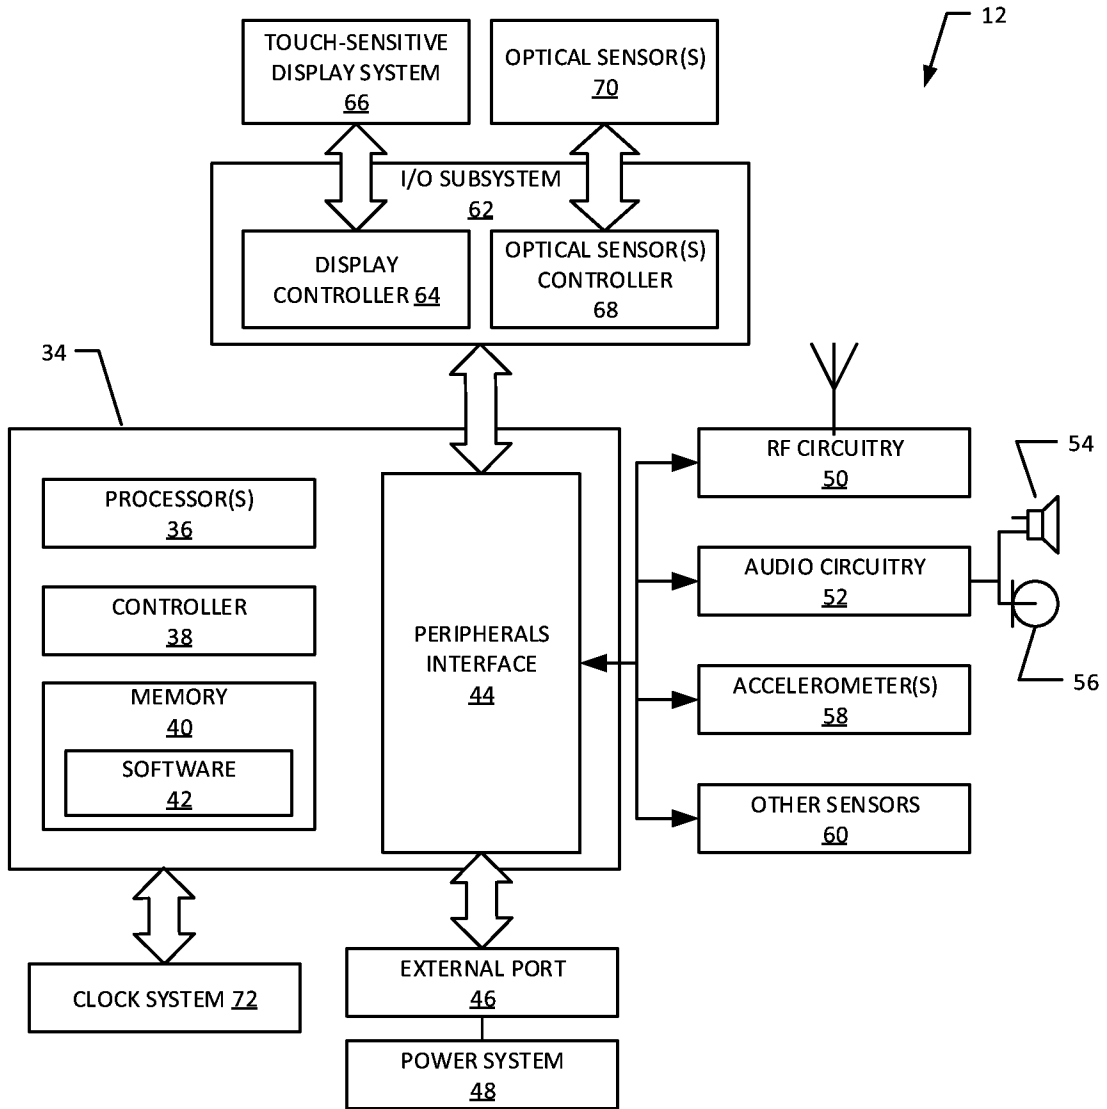 12
TOUCH-SENSITIVE
DISPLAY SYSTEM
66
OPTICAL SENSOR(S)
70
I/O SUBSYSTEM
62
DISPLAY
CONTROLLER 64
OPTICAL SENSOR(S)
CONTROLLER
68
34
PROCESSOR(S)
36
CONTROLLER
38
MEMORY
40
SOFTWARE
42
PERIPHERALS
INTERFACE
44
RF CIRCUITRY
50
AUDIO CIRCUITRY
52
54
56
ACCELEROMETER(S)
58
OTHER SENSORS
60
CLOCK SYSTEM 72
EXTERNAL PORT
46
POWER SYSTEM
48